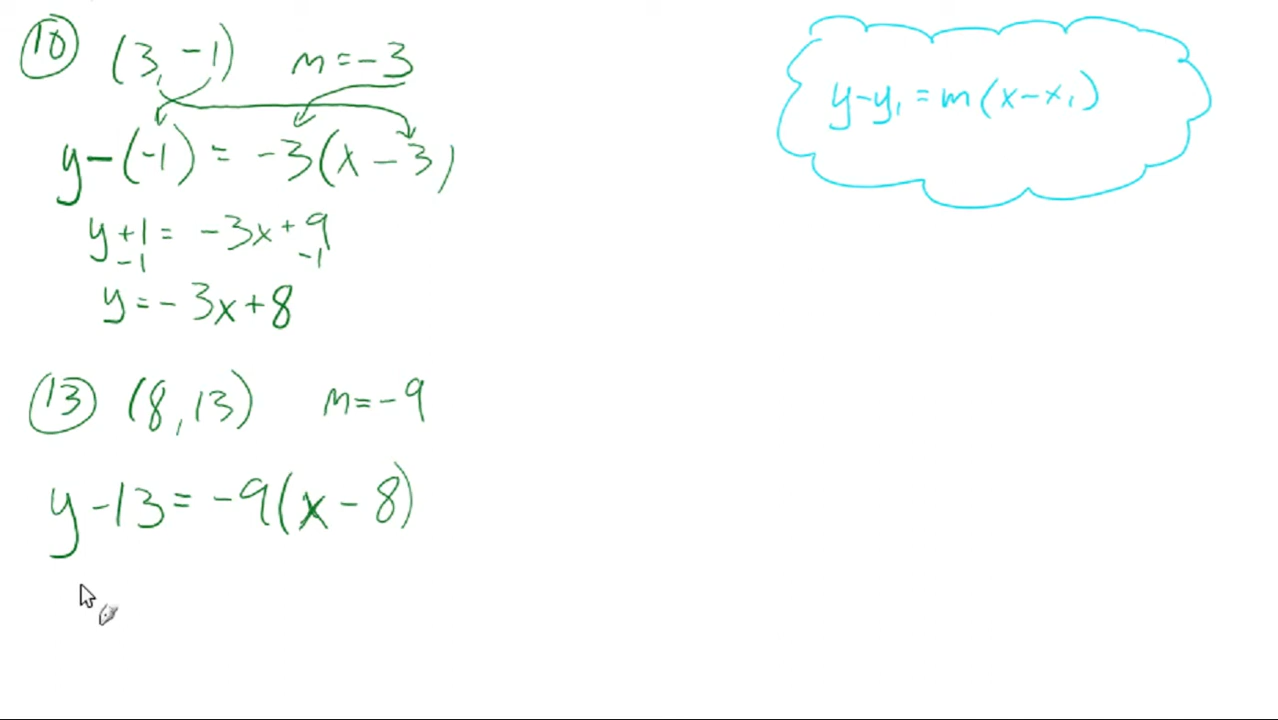 10 (3, -1) m = -3
y - (-1) = -3(x - 3)
y + 1 = -3x + 9
-1 -1
y = -3x + 8
13 (8, 13) m = -9
y - 13 = -9(x - 8)
y - y₁ = m(x - x₁)